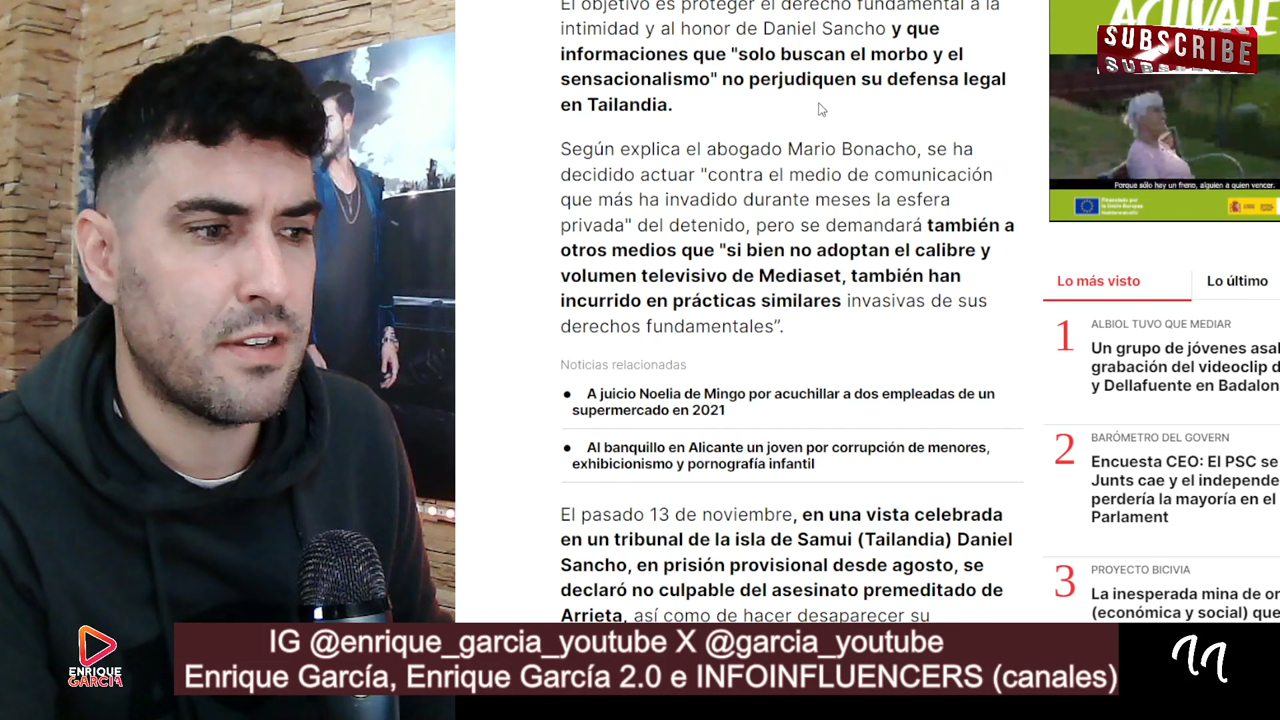 El objetivo es proteger el derecho fundamental a la
intimidad y al honor de Daniel Sancho y que
informaciones que "solo buscan el morbo y el
sensacionalismo" no perjudiquen su defensa legal
en Tailandia.
Según explica el abogado Mario Bonacho, se ha
decidido actuar "contra el medio de comunicación
que más ha invadido durante meses la esfera
privada" del detenido, pero se demandará también a
otros medios que "si bien no adoptan el calibre y
volumen televisivo de Mediaset, también han
incurrido en prácticas similares invasivas de sus
derechos fundamentales”.
Noticias relacionadas
● A juicio Noelia de Mingo por acuchillar a dos empleadas de un
supermercado en 2021
● Al banquillo en Alicante un joven por corrupción de menores,
exhibicionismo y pornografía infantil
El pasado 13 de noviembre, en una vista celebrada
en un tribunal de la isla de Samui (Tailandia) Daniel
Sancho, en prisión provisional desde agosto, se
declaró no culpable del asesinato premeditado de
Arrieta, así como de hacer desaparecer su
ACTÍVATE
SUBSCRIBE
Porque sólo hay un freno, alguien a quien vencer.
Financiado por
la Unión Europea
Lo más visto
Lo último
1
ALBIOL TUVO QUE MEDIAR
Un grupo de jóvenes asal
grabación del videoclip d
y Dellafuente en Badalon
2
BARÓMETRO DEL GOVERN
Encuesta CEO: El PSC se
Junts cae y el independe
perdería la mayoría en el
Parlament
3
PROYECTO BICIVIA
La inesperada mina de or
(económica y social) que
IG @enrique_garcia_youtube X @garcia_youtube
Enrique García, Enrique García 2.0 e INFOINFLUENCERS (canales)
ENRIQUE
GARCÍA